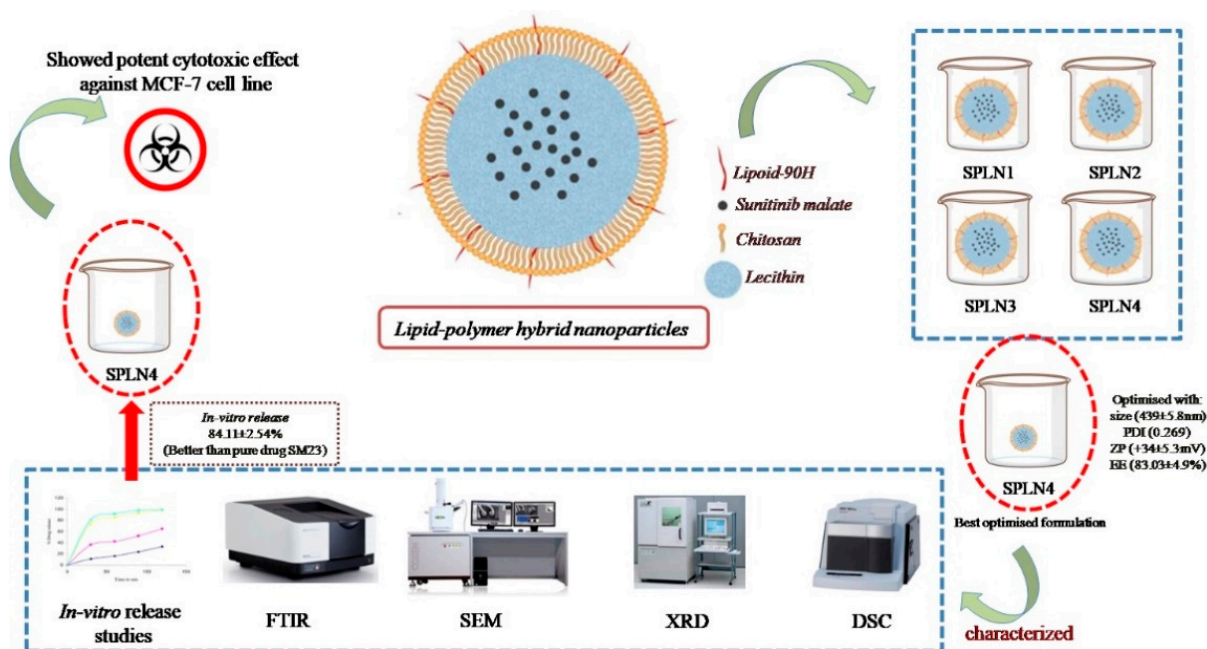 Showed potent cytotoxic effect
against MCF-7 cell line
SPLN4
In-vitro release
84.11±2.54%
(Better than pure drug SM23)
Lipoid-90H
Sunitinib malate
Chitosan
Lecithin
Lipid-polymer hybrid nanoparticles
SPLN1
SPLN2
SPLN3
SPLN4
Optimised with:
size (439±5.8nm)
PDI (0.269)
ZP (+34±5.3mV)
EE (83.03±4.9%)
SPLN4
Best optimised formulation
characterized
In-vitro release
studies
FTIR
SEM
XRD
DSC